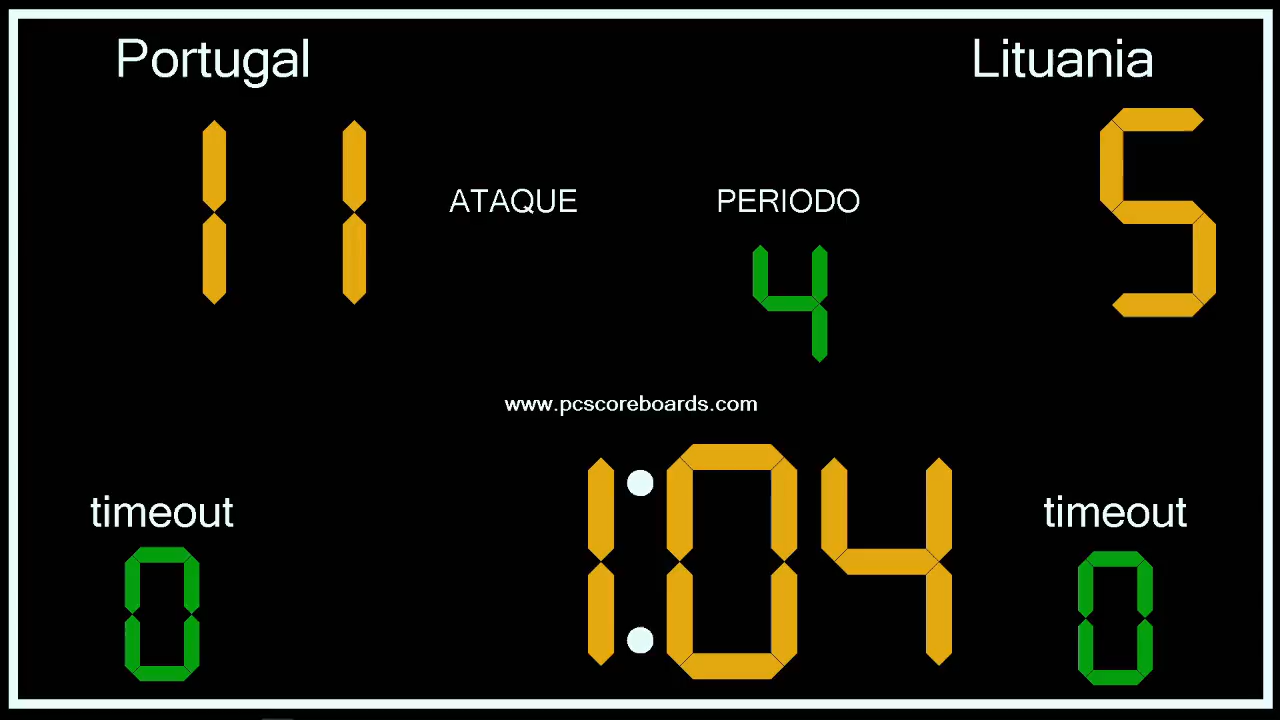 Portugal
Lituania
11
5
ATAQUE
PERIODO
4
www.pcscoreboards.com
1:04
timeout
timeout
0
0